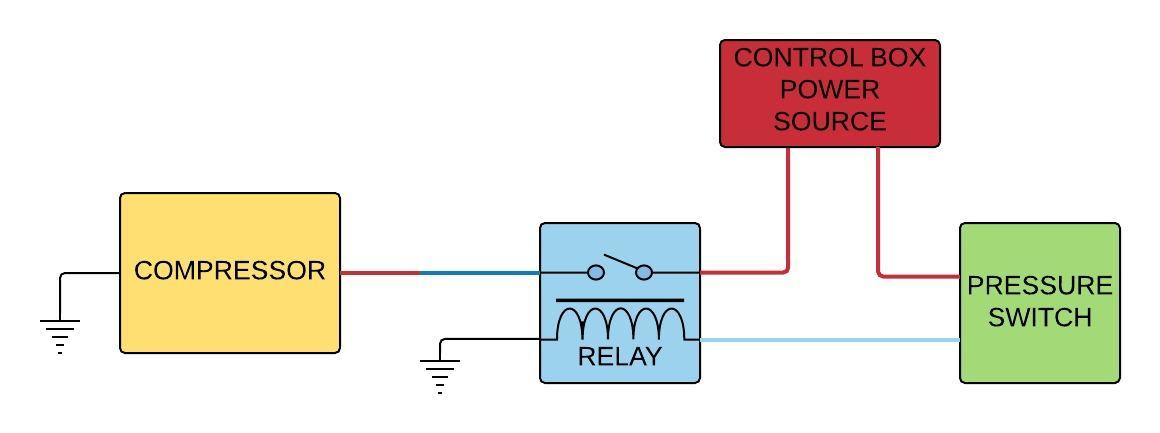 CONTROL BOX
POWER
SOURCE
COMPRESSOR
PRESSURE
SWITCH
RELAY